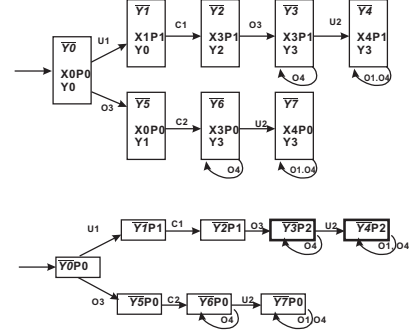 Y1 Y2 Y3 Y4
C1 O3 U2
Y0 U1 X1P1 X3P1 X3P1 X4P1
Y0 Y2 Y3 Y3
X0P0
Y0
O4 O1.O4
O3 Y5 Y6 Y7
C2 U2
X0P0 X3P0 X4P0
Y1 Y3 Y3
O4 O1.O4
U1 Y1P1 C1 Y2P1 O3 Y3P2 U2 Y4P2
O4 O1,O4
Y0P0
O3 Y5P0 C2 Y6P0 U2 Y7P0
O4 O1,O4